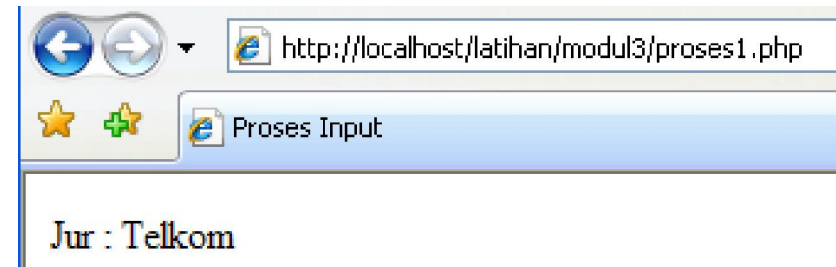 http://localhost/latihan/modul3/proses1.php
Proses Input
Jur : Telkom